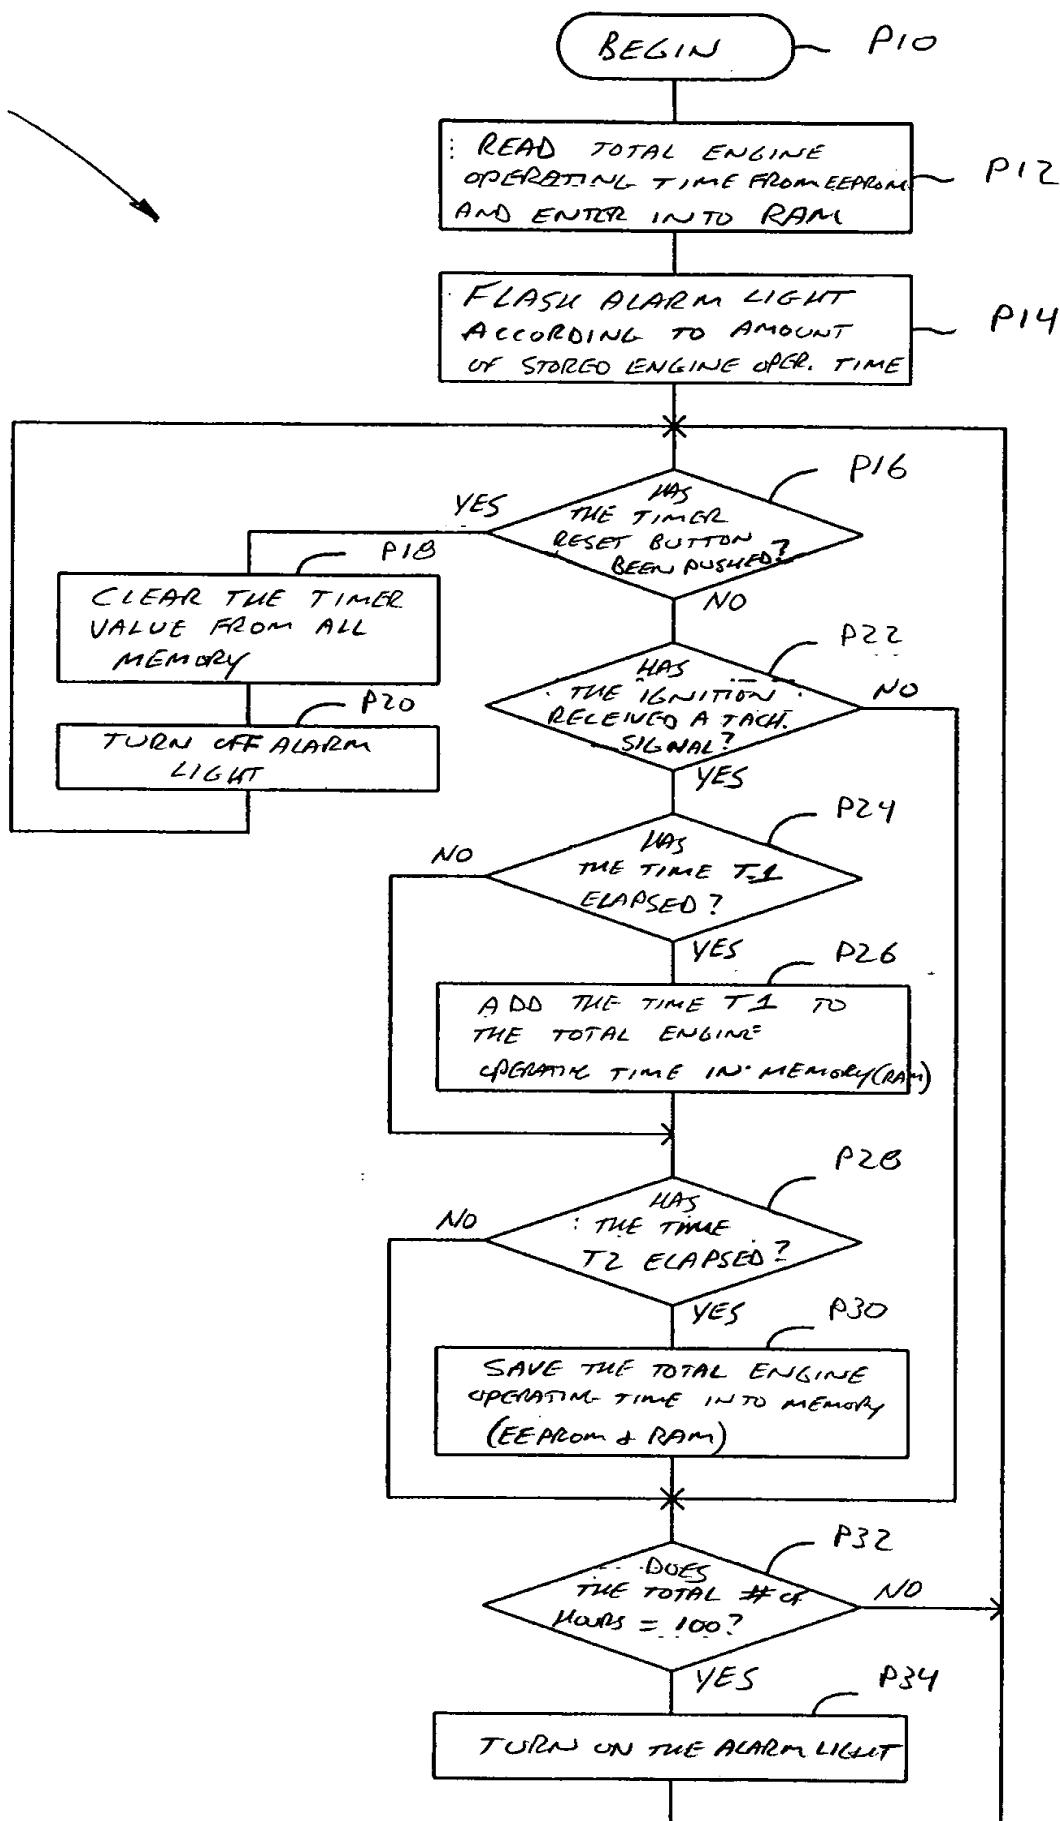 BEGIN
P10
READ TOTAL ENGINE
OPERATING TIME FROM EEPROM
AND ENTER INTO RAM
P12
FLASH ALARM LIGHT
ACCORDING TO AMOUNT
OF STORED ENGINE OPER. TIME
P14
HAS
THE TIMER
RESET BUTTON
BEEN PUSHED?
P16
YES
NO
P18
CLEAR THE TIMER
VALUE FROM ALL
MEMORY
P20
TURN OFF ALARM
LIGHT
HAS
THE IGNITION
RECEIVED A TACH.
SIGNAL?
P22
NO
YES
HAS
THE TIME T1
ELAPSED?
P24
NO
YES
P26
ADD THE TIME T1 TO
THE TOTAL ENGINE
OPERATING TIME IN MEMORY (RAM)
HAS
THE TIME
T2 ELAPSED?
P28
NO
YES
P30
SAVE THE TOTAL ENGINE
OPERATING TIME INTO MEMORY
(EEPROM & RAM)
DOES
THE TOTAL # OF
HOURS = 100?
P32
NO
YES
P34
TURN ON THE ALARM LIGHT